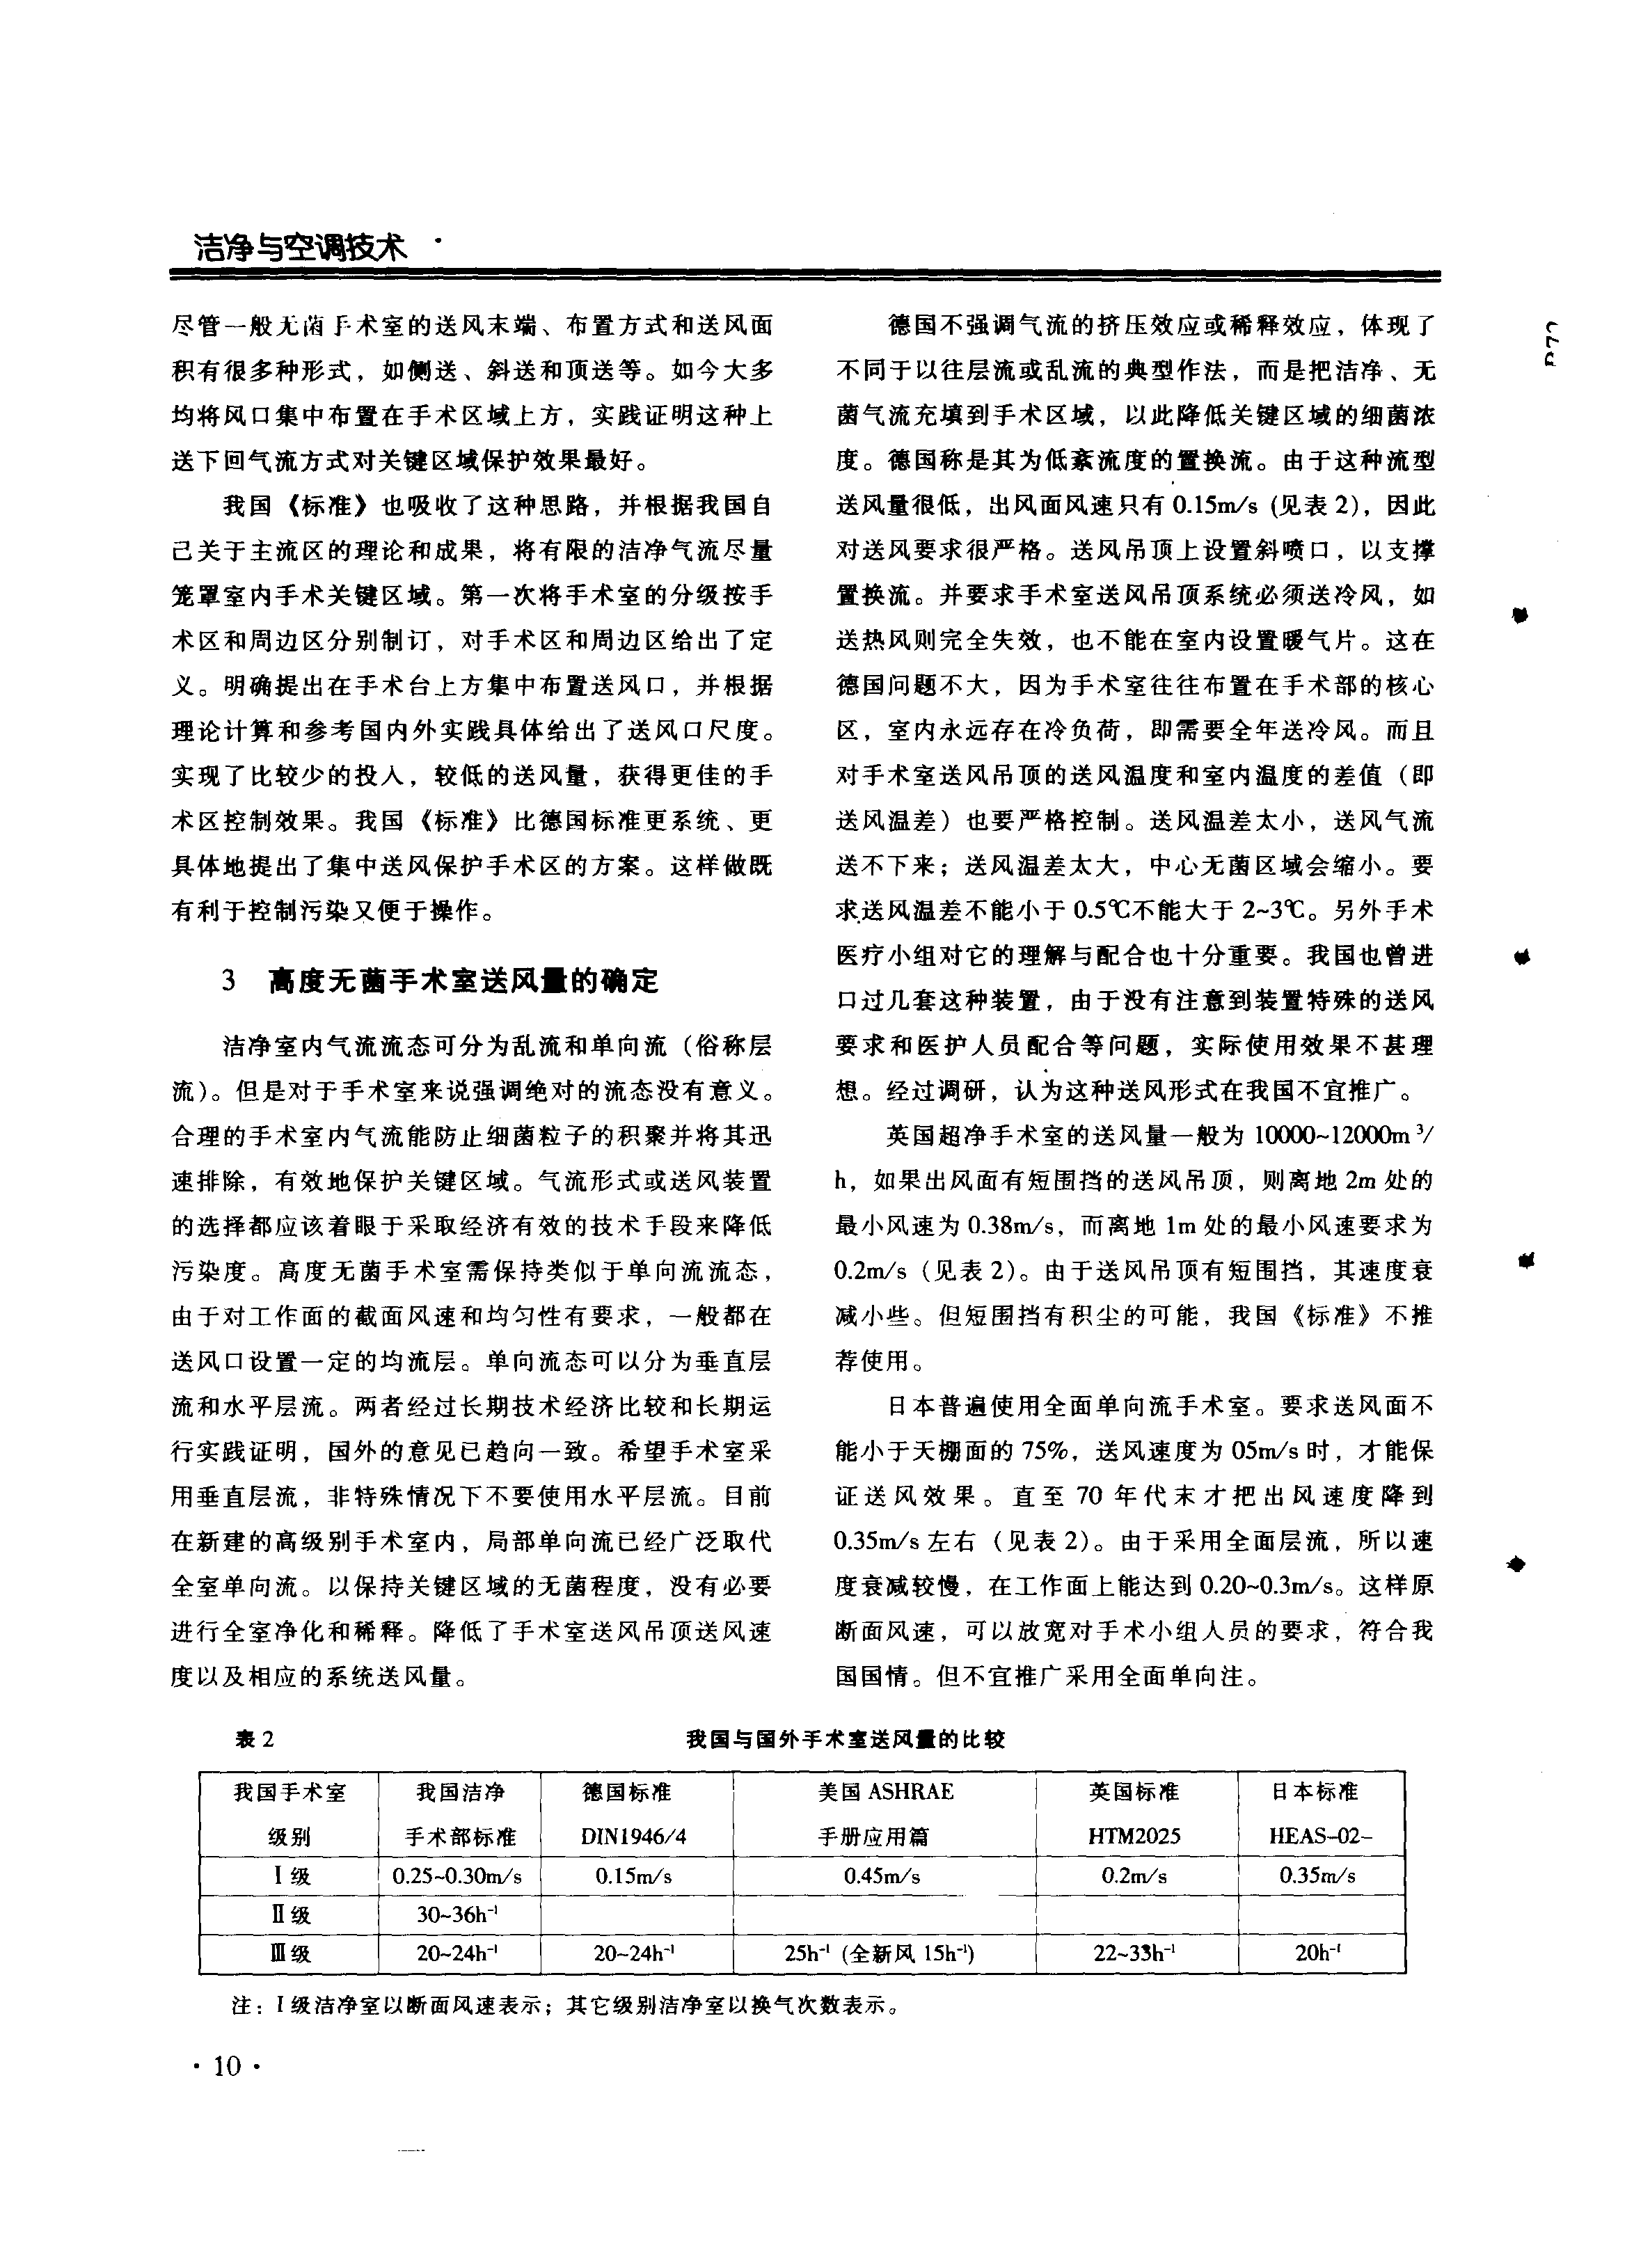 洁净与空调技术
尽管一般无菌手术室的送风末端、布置方式和送风面
积有很多种形式，如侧送、斜送和顶送等。如今大多
均将风口集中布置在手术区域上方，实践证明这种上
送下回气流方式对关键区域保护效果最好。
我国《标准》也吸收了这种思路，并根据我国自
己关于主流区的理论和成果，将有限的洁净气流尽量
笼罩室内手术关键区域。第一次将手术室的分级按手
术区和周边区分别制订，对手术区和周边区给出了定
义。明确提出在手术台上方集中布置送风口，并根据
理论计算和参考国内外实践具体给出了送风口尺度。
实现了比较少的投入，较低的送风量，获得更佳的手
术区控制效果。我国《标准》比德国标准更系统、更
具体地提出了集中送风保护手术区的方案。这样做既
有利于控制污染又便于操作。
3 高度无菌手术室送风量的确定
洁净室内气流流态可分为乱流和单向流（俗称层
流）。但是对于手术室来说强调绝对的流态没有意义。
合理的手术室内气流能防止细菌粒子的积聚并将其迅
速排除，有效地保护关键区域。气流形式或送风装置
的选择都应该着眼于采取经济有效的技术手段来降低
污染度。高度无菌手术室需保持类似于单向流流态，
由于对工作面的截面风速和均匀性有要求，一般都在
送风口设置一定的均流层。单向流态可以分为垂直层
流和水平层流。两者经过长期技术经济比较和长期运
行实践证明，国外的意见已趋向一致。希望手术室采
用垂直层流，非特殊情况下不要使用水平层流。目前
在新建的高级别手术室内，局部单向流已经广泛取代
全室单向流。以保持关键区域的无菌程度，没有必要
进行全室净化和稀释。降低了手术室送风吊顶送风速
度以及相应的系统送风量。
德国不强调气流的挤压效应或稀释效应，体现了
不同于以往层流或乱流的典型作法，而是把洁净、无
菌气流充填到手术区域，以此降低关键区域的细菌浓
度。德国称是其为低紊流度的置换流。由于这种流型
送风量很低，出风面风速只有 0.15m/s (见表 2)，因此
对送风要求很严格。送风吊顶上设置斜喷口，以支撑
置换流。并要求手术室送风吊顶系统必须送冷风，如
送热风则完全失效，也不能在室内设置暖气片。这在
德国问题不大，因为手术室往往布置在手术部的核心
区，室内永远存在冷负荷，即需要全年送冷风。而且
对手术室送风吊顶的送风温度和室内温度的差值（即
送风温差）也要严格控制。送风温差太小，送风气流
送不下来；送风温差太大，中心无菌区域会缩小。要
求送风温差不能小于 0.5℃不能大于 2~3℃。另外手术
医疗小组对它的理解与配合也十分重要。我国也曾进
口过几套这种装置，由于没有注意到装置特殊的送风
要求和医护人员配合等问题，实际使用效果不甚理
想。经过调研，认为这种送风形式在我国不宜推广。
英国超净手术室的送风量一般为 10000~12000m³/
h，如果出风面有短围挡的送风吊顶，则离地 2m 处的
最小风速为 0.38m/s，而离地 1m 处的最小风速要求为
0.2m/s（见表 2）。由于送风吊顶有短围挡，其速度衰
减小些。但短围挡有积尘的可能，我国《标准》不推
荐使用。
日本普遍使用全面单向流手术室。要求送风面不
能小于天棚面的 75%，送风速度为 05m/s 时，才能保
证送风效果。直至 70 年代末才把出风速度降到
0.35m/s 左右（见表 2）。由于采用全面层流，所以速
度衰减较慢，在工作面上能达到 0.20~0.3m/s。这样原
断面风速，可以放宽对手术小组人员的要求，符合我
国国情。但不宜推广采用全面单向注。
表 2 我国与国外手术室送风量的比较
我国手术室 我国洁净 德国标准 美国 ASHRAE 英国标准 日本标准
级别 手术部标准 DIN1946/4 手册应用篇 HTM2025 HEAS-02-
Ⅰ级 0.25~0.30m/s 0.15m/s 0.45m/s 0.2m/s 0.35m/s
Ⅱ级 30~36h⁻¹
Ⅲ级 20~24h⁻¹ 20~24h⁻¹ 25h⁻¹ (全新风 15h⁻¹) 22~33h⁻¹ 20h⁻¹
注：Ⅰ级洁净室以断面风速表示；其它级别洁净室以换气次数表示。
·10·